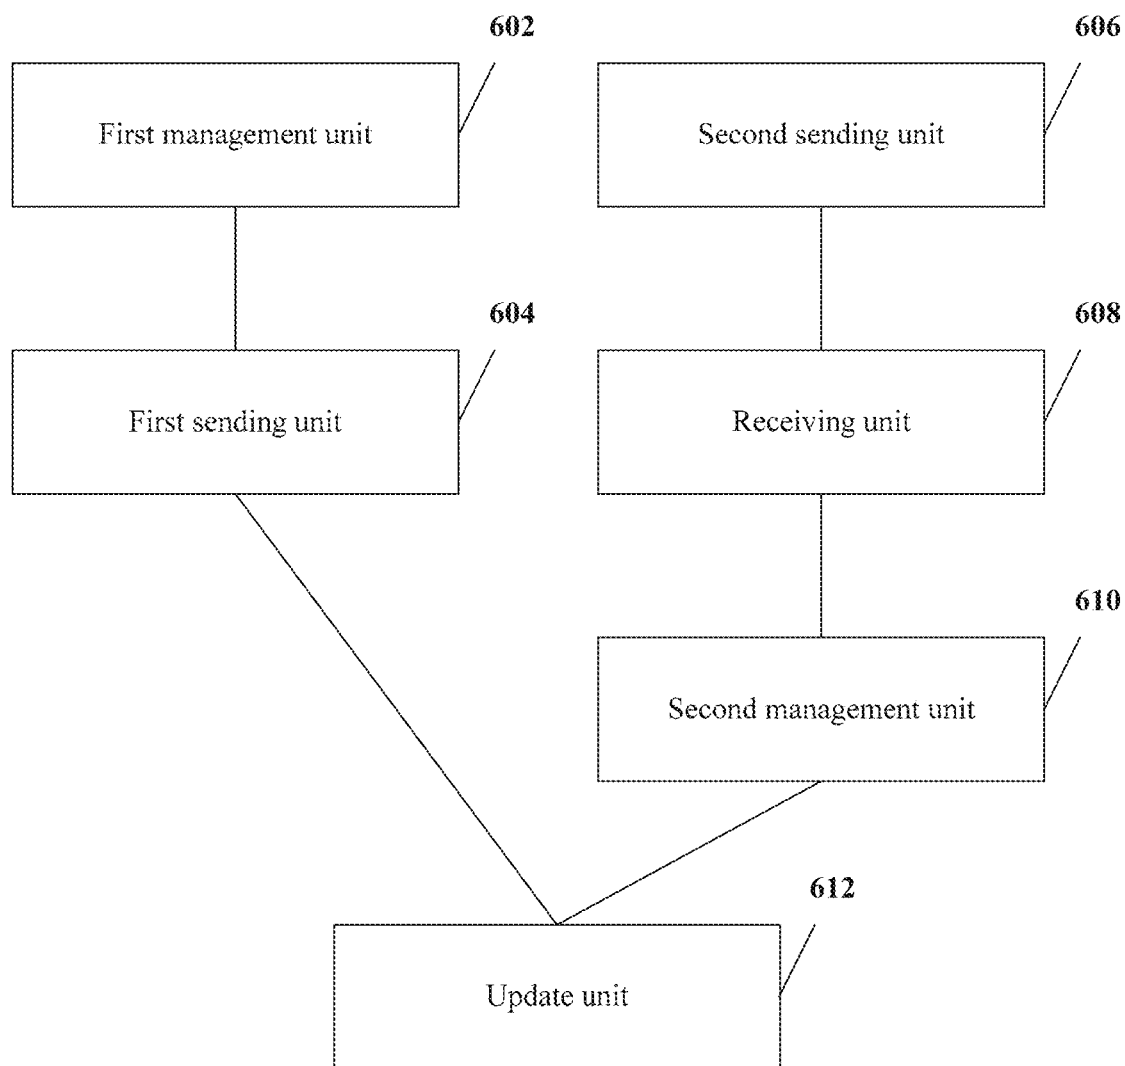 602
First management unit
606
Second sending unit
604
First sending unit
608
Receiving unit
610
Second management unit
612
Update unit